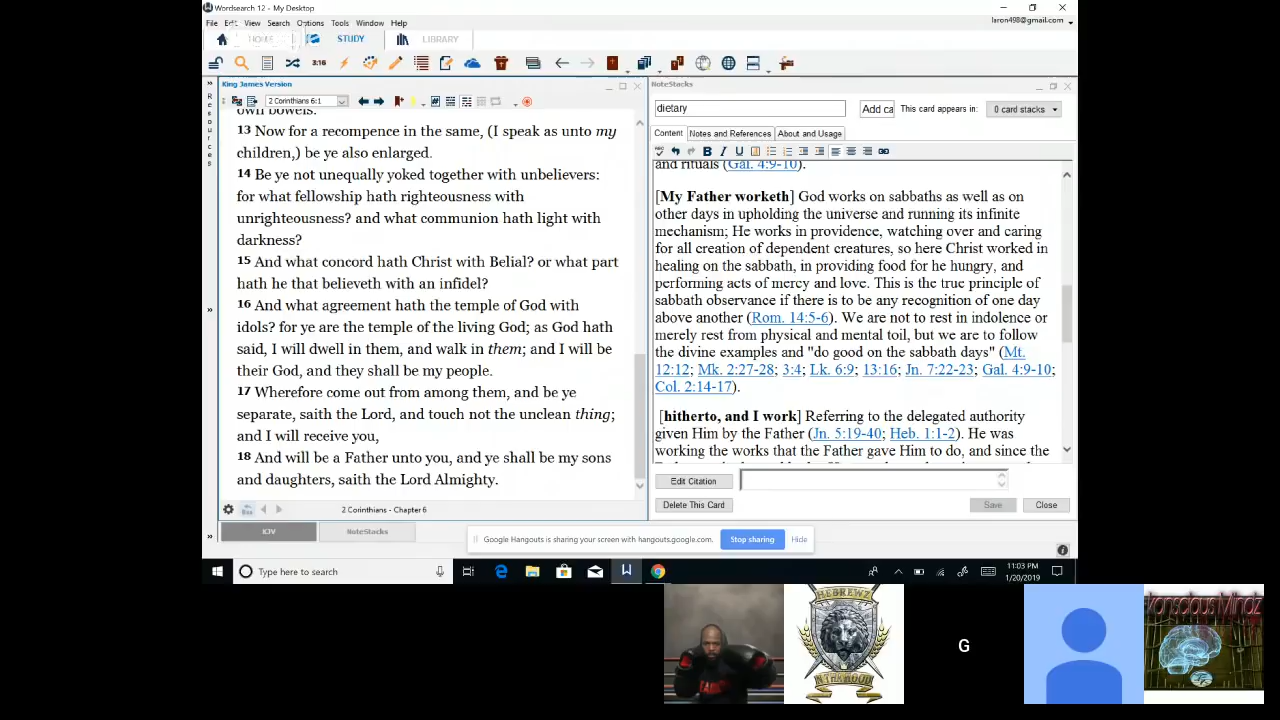 Wordsearch 12 - My Desktop
laron498@gmail.com
File Edit View Search Options Tools Window Help
HOME STUDY LIBRARY
3:16
Resources
King James Version
2 Corinthians 6:1
own bowels.
13 Now for a recompence in the same, (I speak as unto my
children,) be ye also enlarged.
14 Be ye not unequally yoked together with unbelievers:
for what fellowship hath righteousness with
unrighteousness? and what communion hath light with
darkness?
15 And what concord hath Christ with Belial? or what part
hath he that believeth with an infidel?
16 And what agreement hath the temple of God with
idols? for ye are the temple of the living God; as God hath
said, I will dwell in them, and walk in them; and I will be
their God, and they shall be my people.
17 Wherefore come out from among them, and be ye
separate, saith the Lord, and touch not the unclean thing;
and I will receive you,
18 And will be a Father unto you, and ye shall be my sons
and daughters, saith the Lord Almighty.
2 Corinthians - Chapter 6
KJV NoteStacks
NoteStacks
dietary Add ca This card appears in: 0 card stacks
Content Notes and References About and Usage
ABC B I U
and rituals (Gal. 4:9-10).
[My Father worketh] God works on sabbaths as well as on
other days in upholding the universe and running its infinite
mechanism; He works in providence, watching over and caring
for all creation of dependent creatures, so here Christ worked in
healing on the sabbath, in providing food for he hungry, and
performing acts of mercy and love. This is the true principle of
sabbath observance if there is to be any recognition of one day
above another (Rom. 14:5-6). We are not to rest in indolence or
merely rest from physical and mental toil, but we are to follow
the divine examples and "do good on the sabbath days" (Mt.
12:12; Mk. 2:27-28; 3:4; Lk. 6:9; 13:16; Jn. 7:22-23; Gal. 4:9-10;
Col. 2:14-17).
[hitherto, and I work] Referring to the delegated authority
given Him by the Father (Jn. 5:19-40; Heb. 1:1-2). He was
working the works that the Father gave Him to do, and since the
Edit Citation
Delete This Card Save Close
Google Hangouts is sharing your screen with hangouts.google.com. Stop sharing Hide
Type here to search
11:03 PM
1/20/2019
HEBREWZ
N THA HOOD
G
Konscious Mindz